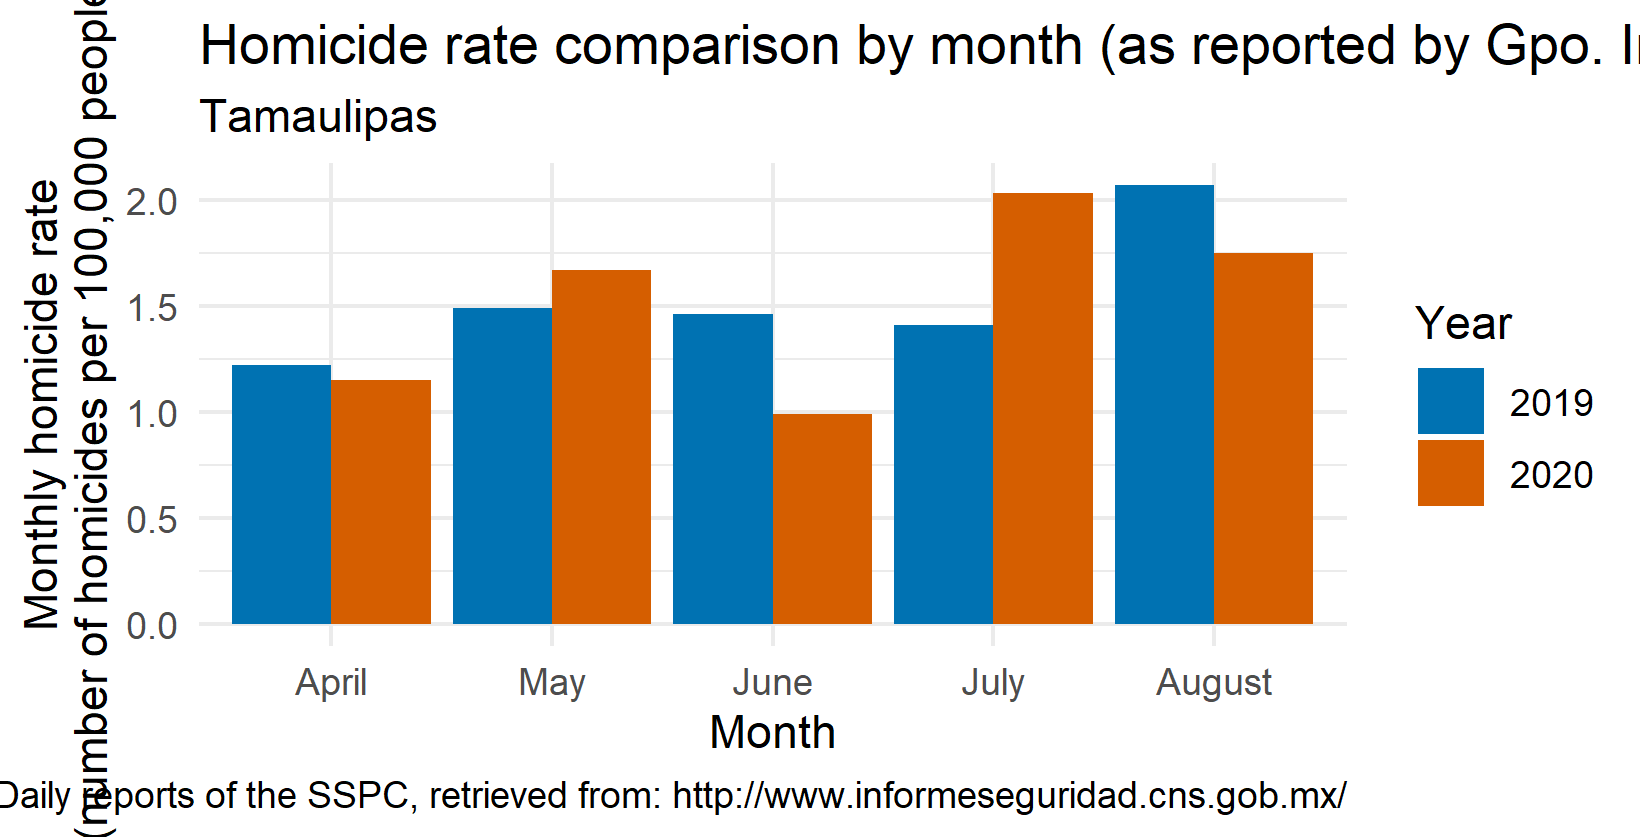 Homicide rate comparison by month (as reported by Gpo.
Tamaulipas
Monthly homicide rate
(number of homicides per 100,000 people
2.0
1.5
1.0
0.5
0.0
April May June July August
Month
Year
2019
2020
Daily reports of the SSPC, retrieved from: http://www.informeseguridad.cns.gob.mx/